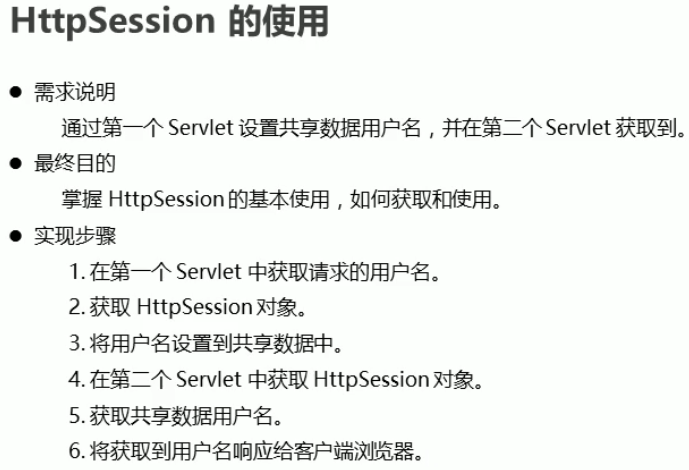 HttpSession 的使用
● 需求说明
通过第一个 Servlet 设置共享数据用户名，并在第二个 Servlet 获取到。
● 最终目的
掌握 HttpSession 的基本使用，如何获取和使用。
● 实现步骤
1. 在第一个 Servlet 中获取请求的用户名。
2. 获取 HttpSession 对象。
3. 将用户名设置到共享数据中。
4. 在第二个 Servlet 中获取 HttpSession 对象。
5. 获取共享数据用户名。
6. 将获取到用户名响应给客户端浏览器。